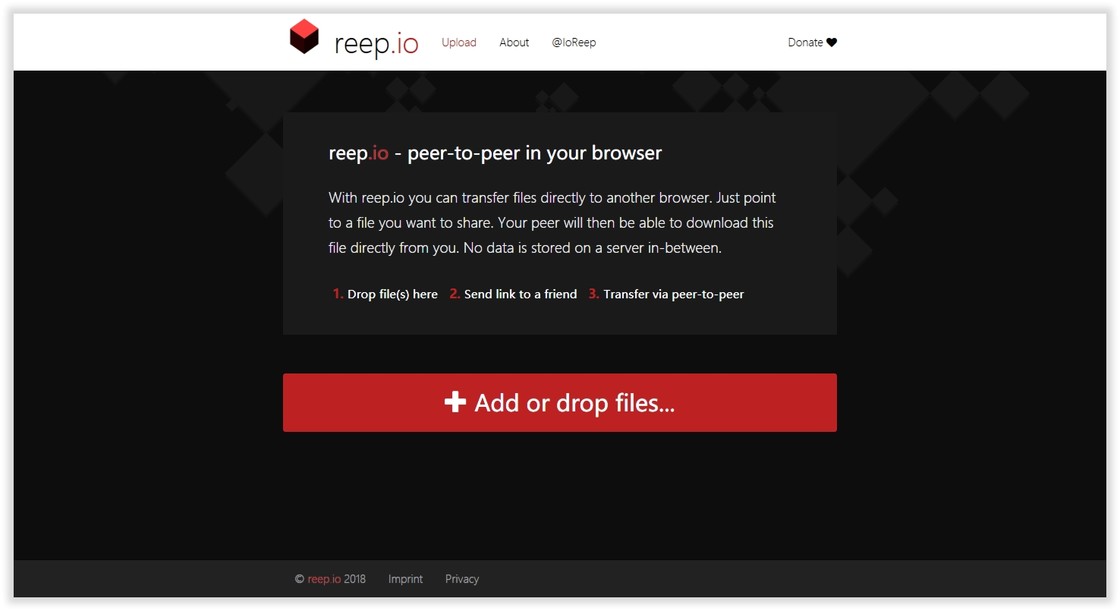 reep.io Upload About @IoReep Donate ♥
reep.io - peer-to-peer in your browser
With reep.io you can transfer files directly to another browser. Just point
to a file you want to share. Your peer will then be able to download this
file directly from you. No data is stored on a server in-between.
1. Drop file(s) here 2. Send link to a friend 3. Transfer via peer-to-peer
+ Add or drop files...
© reep.io 2018 Imprint Privacy